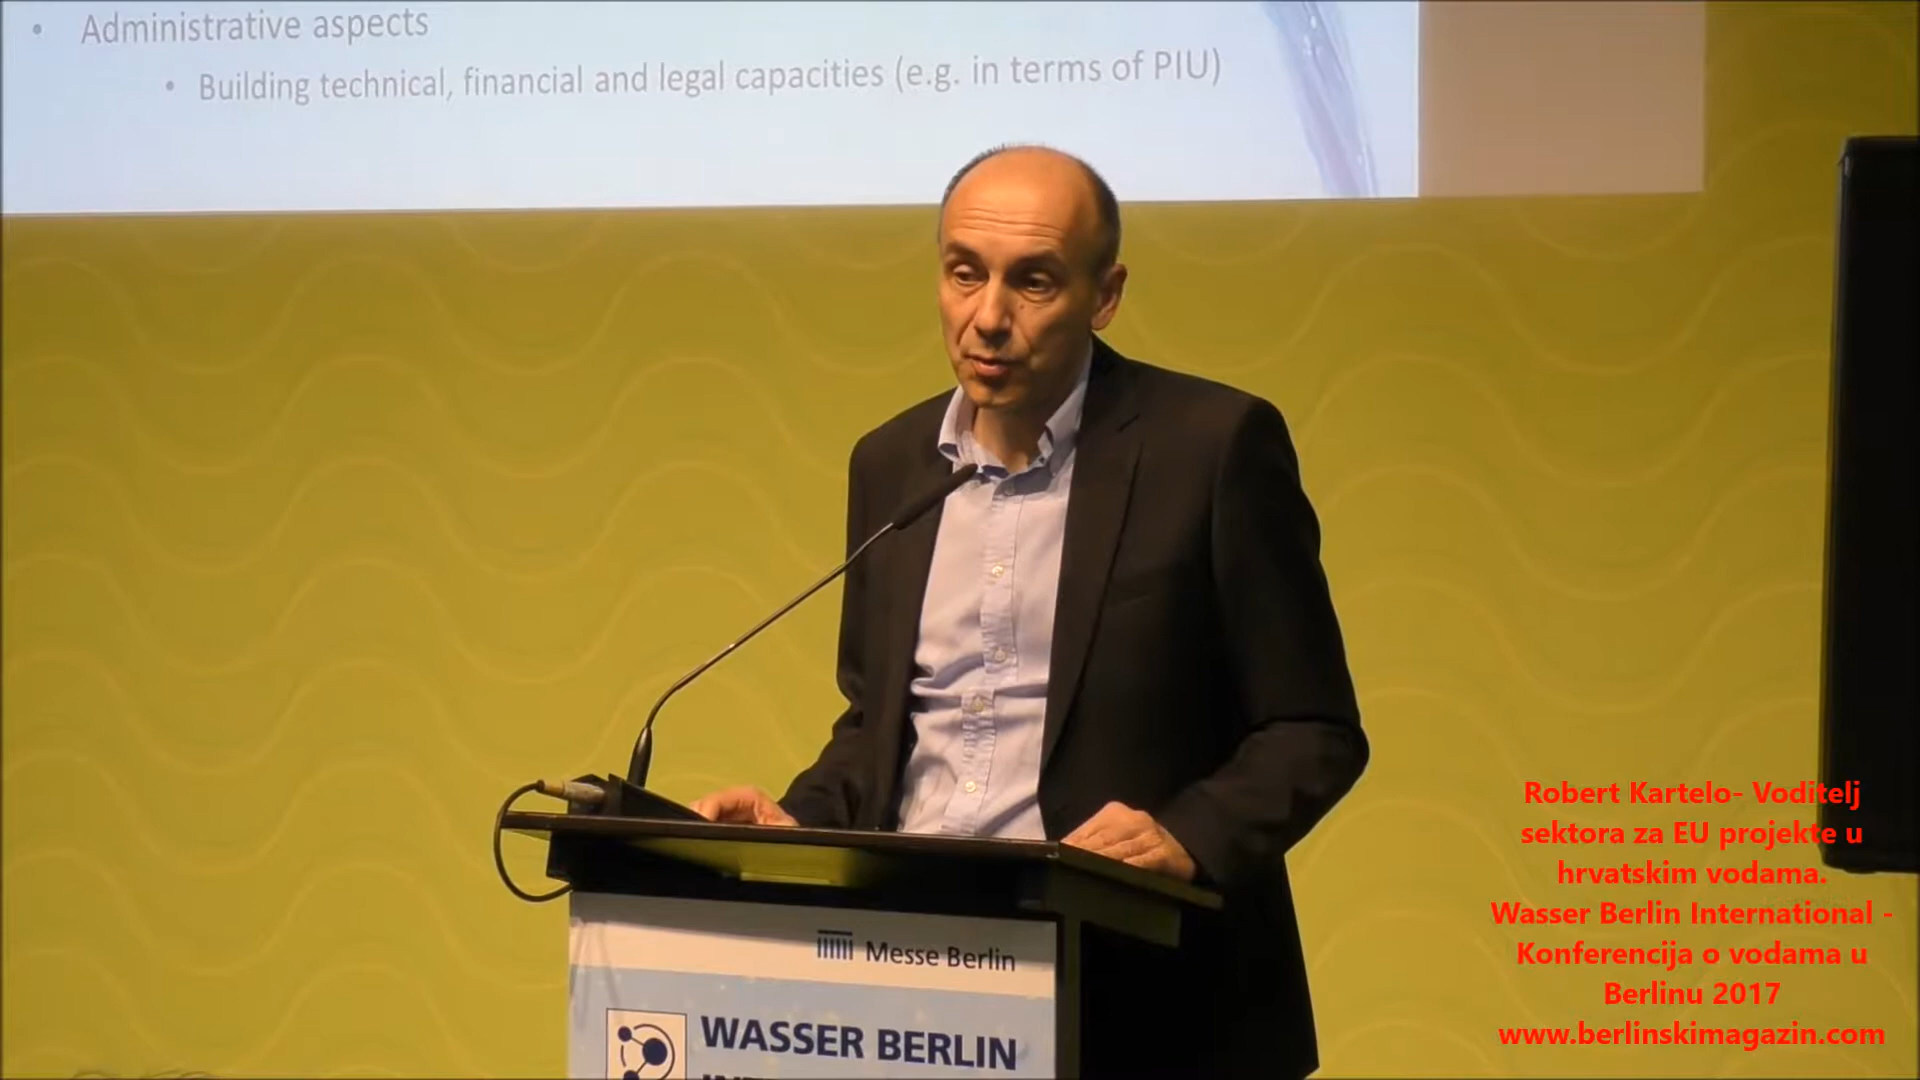 • Administrative aspects
• Building technical, financial and legal capacities (e.g. in terms of PIU)
Messe Berlin
WASSER BERLIN
Robert Kartelo- Voditelj
sektora za EU projekte u
hrvatskim vodama.
Wasser Berlin International -
Konferencija o vodama u
Berlinu 2017
www.berlinskimagazin.com